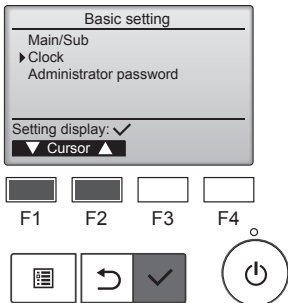 Basic setting
Main/Sub
Clock
Administrator password
Setting display:
Cursor
F1 F2 F3 F4